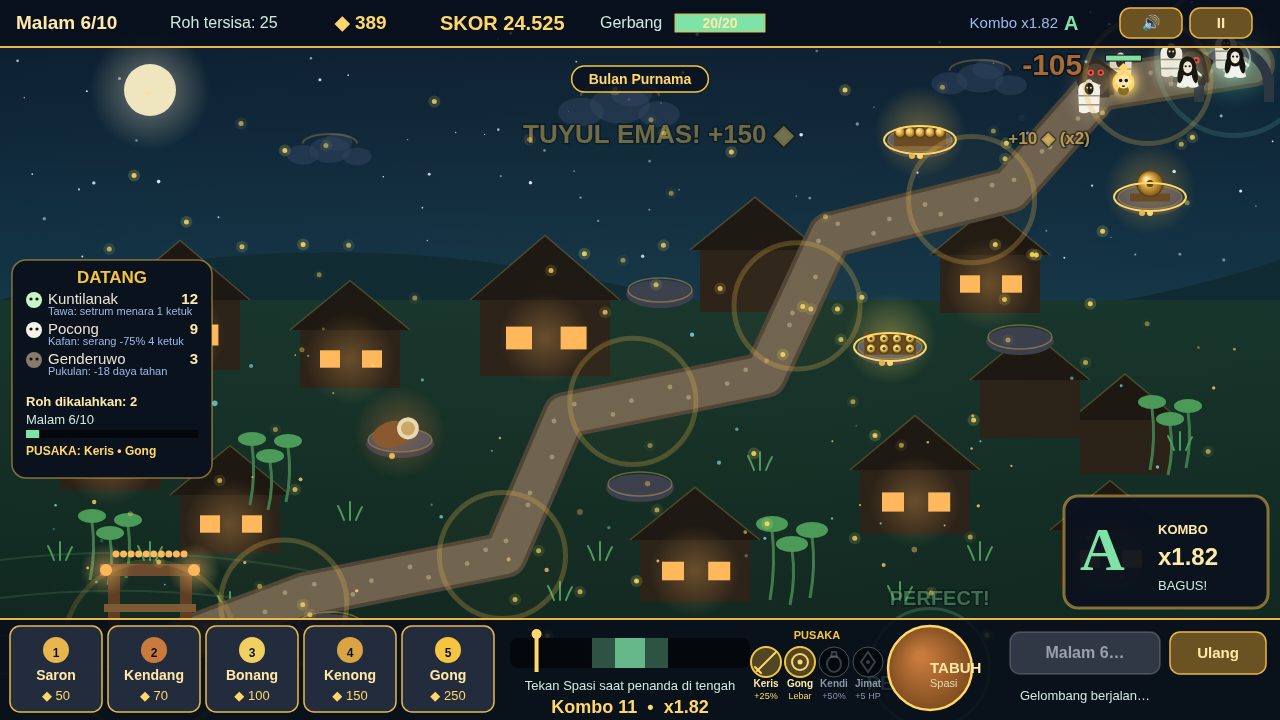 Malam 6/10
Roh tersisa: 25
◆ 389
SKOR 24.525
Gerbang
20/20
Kombo x1.82 A
-105
Bulan Purnama
TUYUL EMAS! +150 ◆
+10 ◆ (x2)
DATANG
Kuntilanak 12
Tawa: setrum menara 1 ketuk
Pocong 9
Kafan: serang -75% 4 ketuk
Genderuwo 3
Pukulan: -18 daya tahan
Roh dikalahkan: 2
Malam 6/10
PUSAKA: Keris • Gong
A
KOMBO
x1.82
BAGUS!
PERFECT!
1
Saron
◆ 50
2
Kendang
◆ 70
3
Bonang
◆ 100
4
Kenong
◆ 150
5
Gong
◆ 250
Tekan Spasi saat penanda di tengah
Kombo 11 • x1.82
PUSAKA
Keris
+25%
Gong
Lebar
Kendi
+50%
Jimat
+5 HP
TABUH
Spasi
Malam 6…
Ulang
Gelombang berjalan…